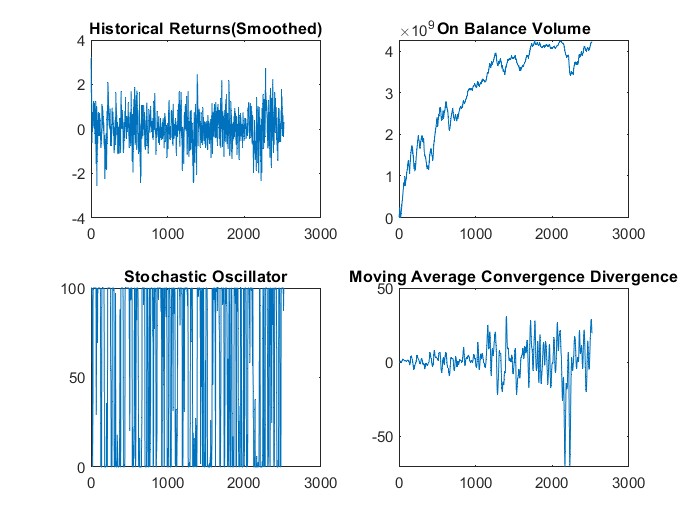 Historical Returns(Smoothed)
4
2
0
-2
-4
0 1000 2000 3000
×10^9 On Balance Volume
4
3
2
1
0
0 1000 2000 3000
Stochastic Oscillator
100
50
0
0 1000 2000 3000
Moving Average Convergence Divergence
50
0
-50
0 1000 2000 3000